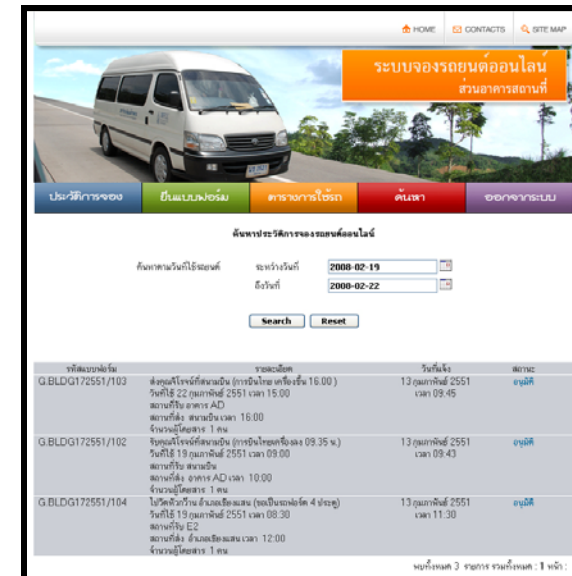 HOME CONTACTS SITE MAP
ระบบจองรถยนต์ออนไลน์
ส่วนอาคารสถานที่
ประวัติการจอง ยื่นแบบฟอร์ม ตารางการใช้รถ ค้นหา ออกจากระบบ
ค้นหาประวัติการจองรถยนต์ออนไลน์
ค้นหาตามวันที่ใช้รถยนต์ ระหว่างวันที่ 2008-02-19
ถึงวันที่ 2008-02-22
Search Reset
รหัสแบบฟอร์ม รายละเอียด วันที่แจ้ง สถานะ
G.BLDG172551/103 ส่งคุณวิโรจน์ที่สนามบิน (การบินไทย เครื่องขึ้น 16.00 ) 13 กุมภาพันธ์ 2551 อนุมัติ
วันที่ใช้ 22 กุมภาพันธ์ 2551 เวลา 15:00 เวลา 09:45
สถานที่รับ อาคาร AD
สถานที่ส่ง สนามบิน เวลา 16:00
จำนวนผู้โดยสาร 1 คน
G.BLDG172551/102 รับคุณวิโรจน์ที่สนามบิน (การบินไทยเครื่องลง 09.35 น.) 13 กุมภาพันธ์ 2551 อนุมัติ
วันที่ใช้ 19 กุมภาพันธ์ 2551 เวลา 09:00 เวลา 09:43
สถานที่รับ สนามบิน
สถานที่ส่ง อาคาร AD เวลา 10:00
จำนวนผู้โดยสาร 1 คน
G.BLDG172551/104 ไปวัดหัวกว๊าน อำเภอเชียงแสน (ขอเป็นรถฟอร์ด 4 ประตู) 13 กุมภาพันธ์ 2551 อนุมัติ
วันที่ใช้ 19 กุมภาพันธ์ 2551 เวลา 08:30 เวลา 11:30
สถานที่รับ E2
สถานที่ส่ง อำเภอเชียงแสน เวลา 12:00
จำนวนผู้โดยสาร 1 คน
พบทั้งหมด 3 รายการ รวมทั้งหมด : 1 หน้า :